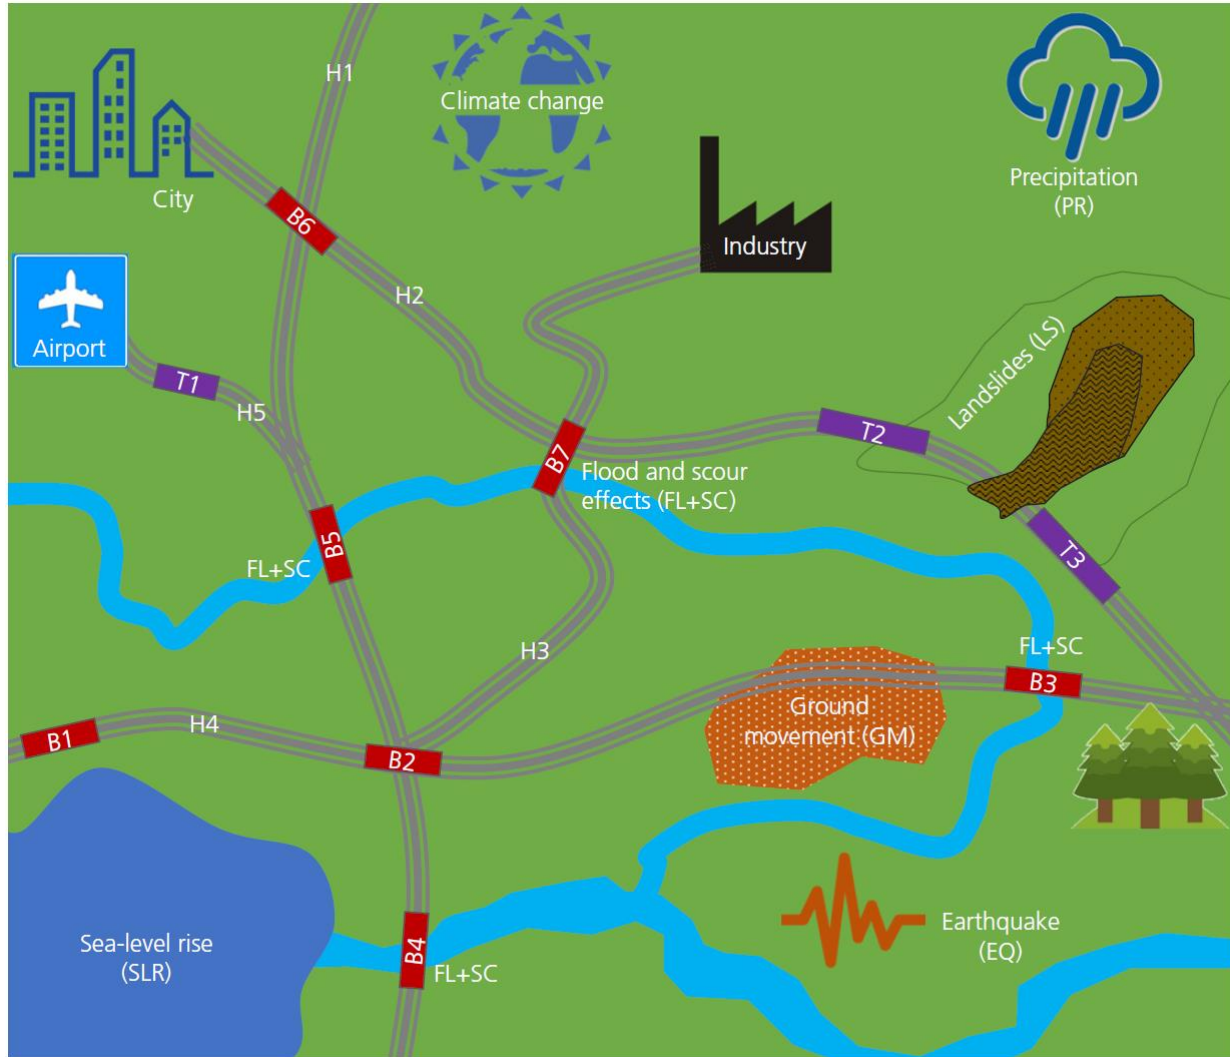 H1
Climate change
City
Precipitation
(PR)
B6
Industry
H2
Airport
T1
H5
Landslides (LS)
T2
B7
Flood and scour
effects (FL+SC)
B5
FL+SC
T3
H3
FL+SC
B3
Ground
movement (GM)
H4
B1
B2
Sea-level rise
(SLR)
B4
FL+SC
Earthquake
(EQ)